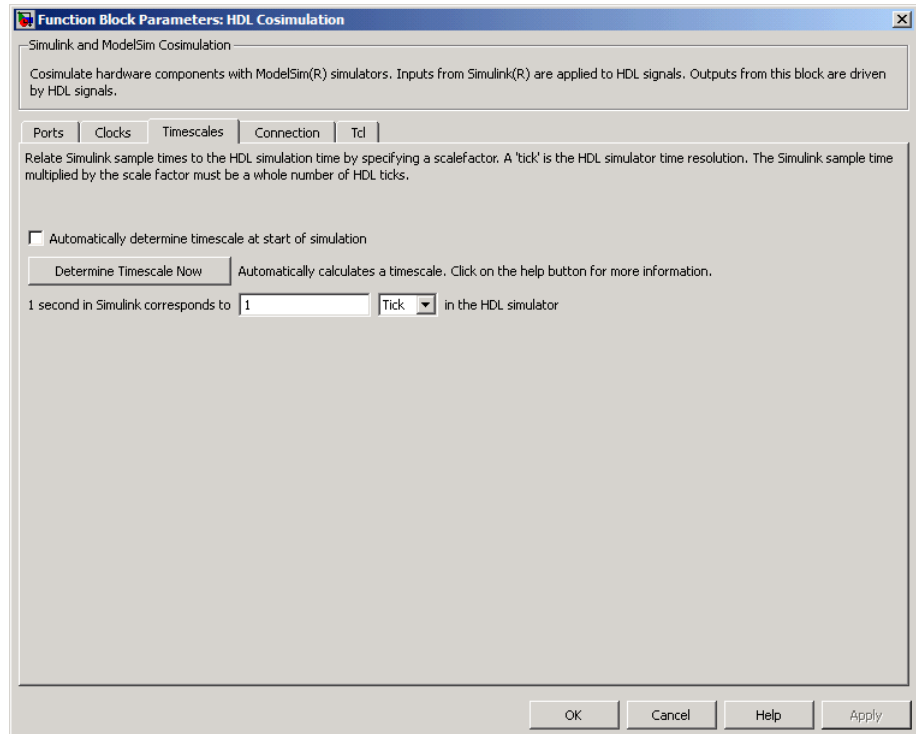 Function Block Parameters: HDL Cosimulation
Simulink and ModelSim Cosimulation
Cosimulate hardware components with ModelSim(R) simulators. Inputs from Simulink(R) are applied to HDL signals. Outputs from this block are driven
by HDL signals.
Ports Clocks Timescales Connection Tcl
Relate Simulink sample times to the HDL simulation time by specifying a scalefactor. A 'tick' is the HDL simulator time resolution. The Simulink sample time
multiplied by the scale factor must be a whole number of HDL ticks.
Automatically determine timescale at start of simulation
Determine Timescale Now Automatically calculates a timescale. Click on the help button for more information.
1 second in Simulink corresponds to 1 Tick in the HDL simulator
OK Cancel Help Apply